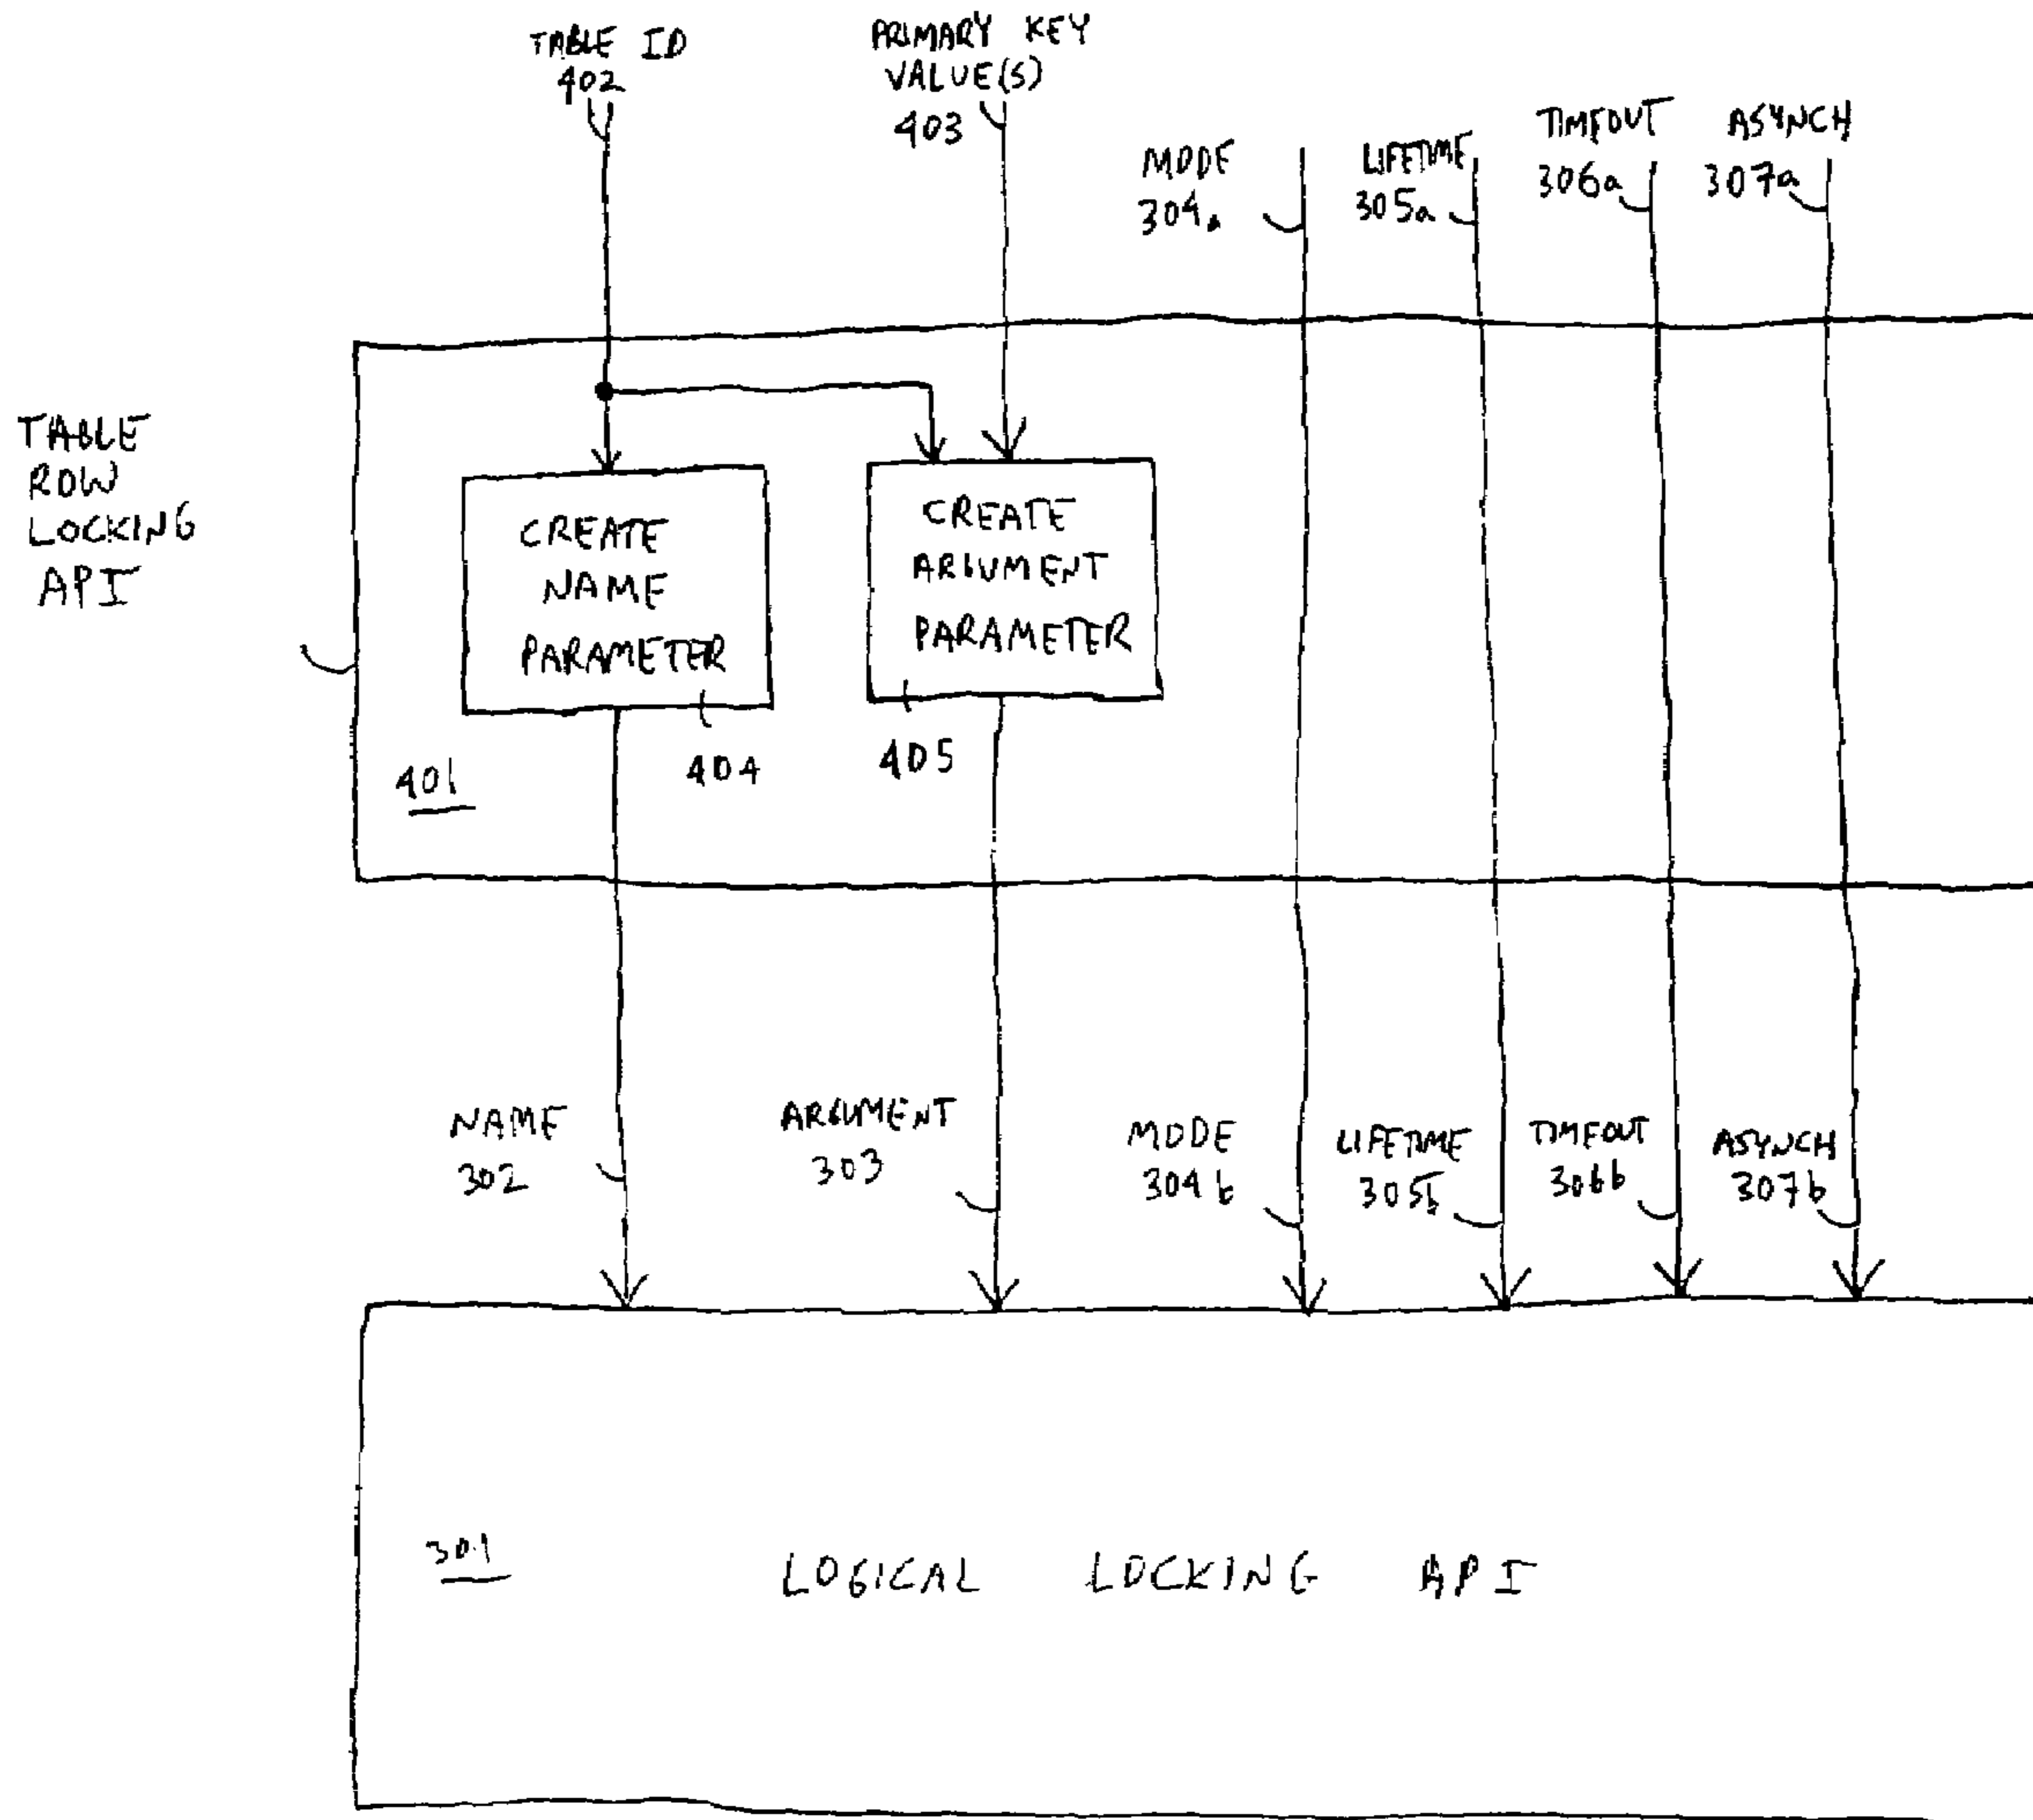 TABLE ID
402
PRIMARY KEY
VALUE(S)
403
MODE
304a
LIFETIME
305a
TIMEOUT
306a
ASYNCH
307a
TABLE
ROW
LOCKING
API
CREATE
NAME
PARAMETER
CREATE
ARGUMENT
PARAMETER
404
405
401
NAME
302
ARGUMENT
303
MODE
304b
LIFETIME
305b
TIMEOUT
306b
ASYNCH
307b
301
LOGICAL LOCKING API